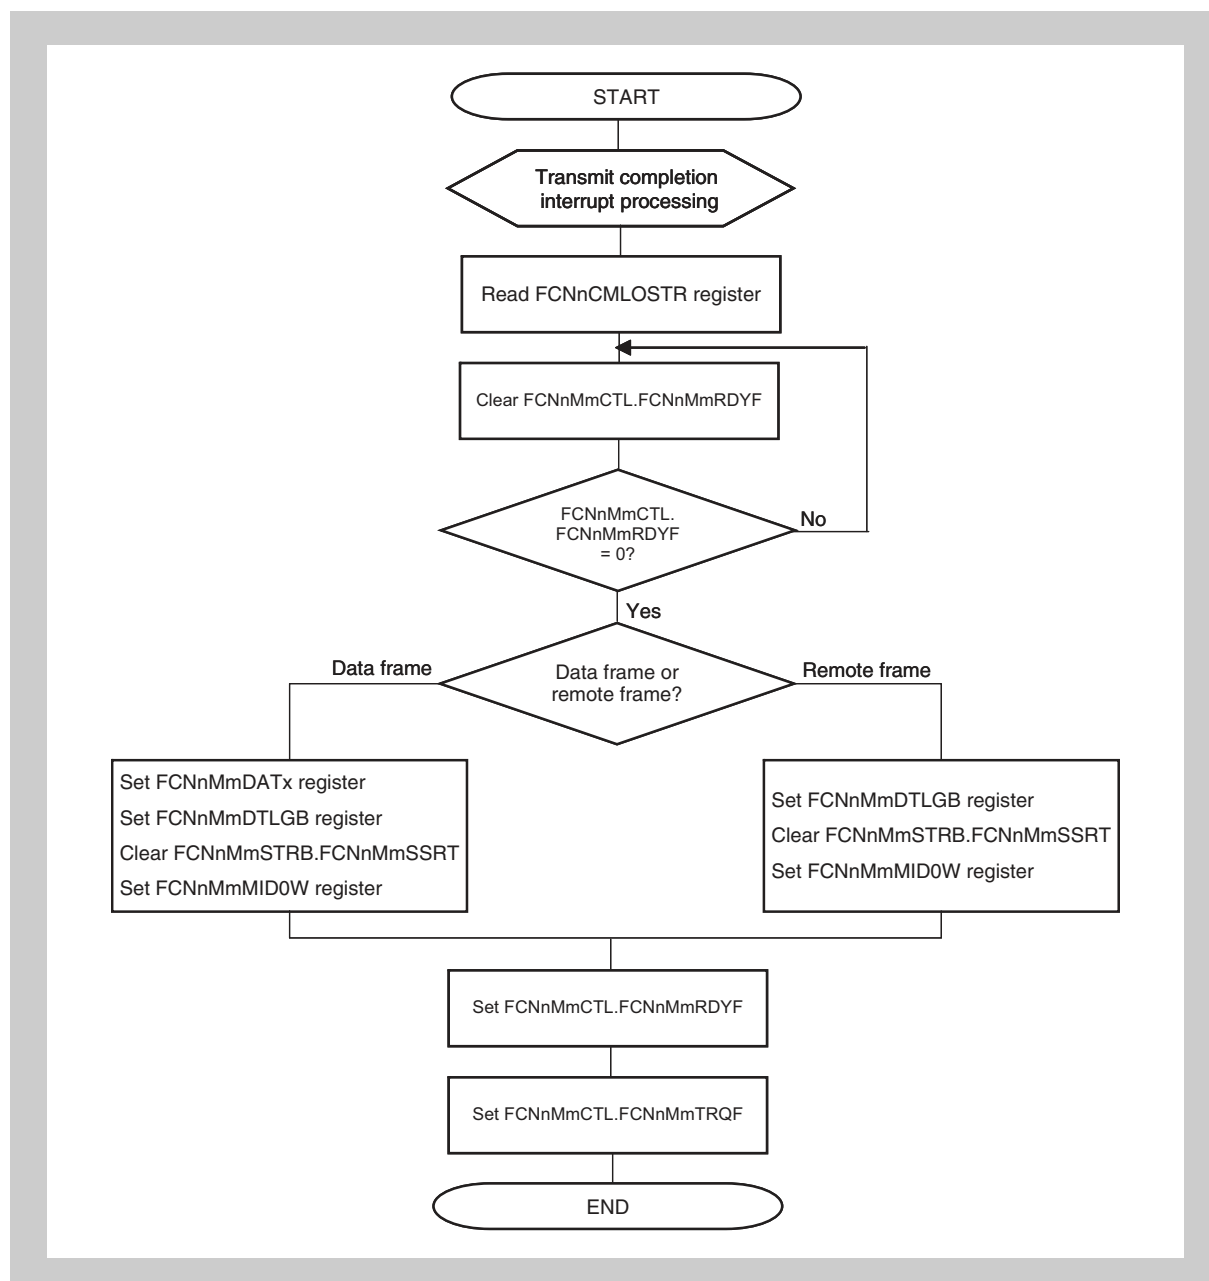 START
Transmit completion
interrupt processing
Read FCNnCMLOSTR register
Clear FCNnMmCTL.FCNnMmRDYF
FCNnMmCTL.
FCNnMmRDYF
= 0?
No
Yes
Data frame
Data frame or
remote frame?
Remote frame
Set FCNnMmDATx register
Set FCNnMmDTLGB register
Clear FCNnMmSTRB.FCNnMmSSRT
Set FCNnMmMID0W register
Set FCNnMmDTLGB register
Clear FCNnMmSTRB.FCNnMmSSRT
Set FCNnMmMID0W register
Set FCNnMmCTL.FCNnMmRDYF
Set FCNnMmCTL.FCNnMmTRQF
END